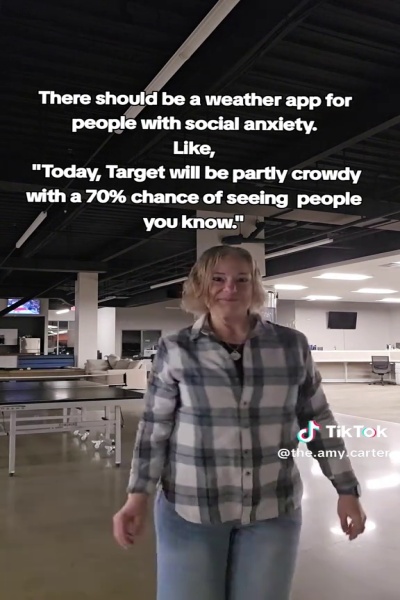 There should be a weather app for
people with social anxiety.
Like,
"Today, Target will be partly crowdy
with a 70% chance of seeing people
you know."
TikTok
@the.amy.carter